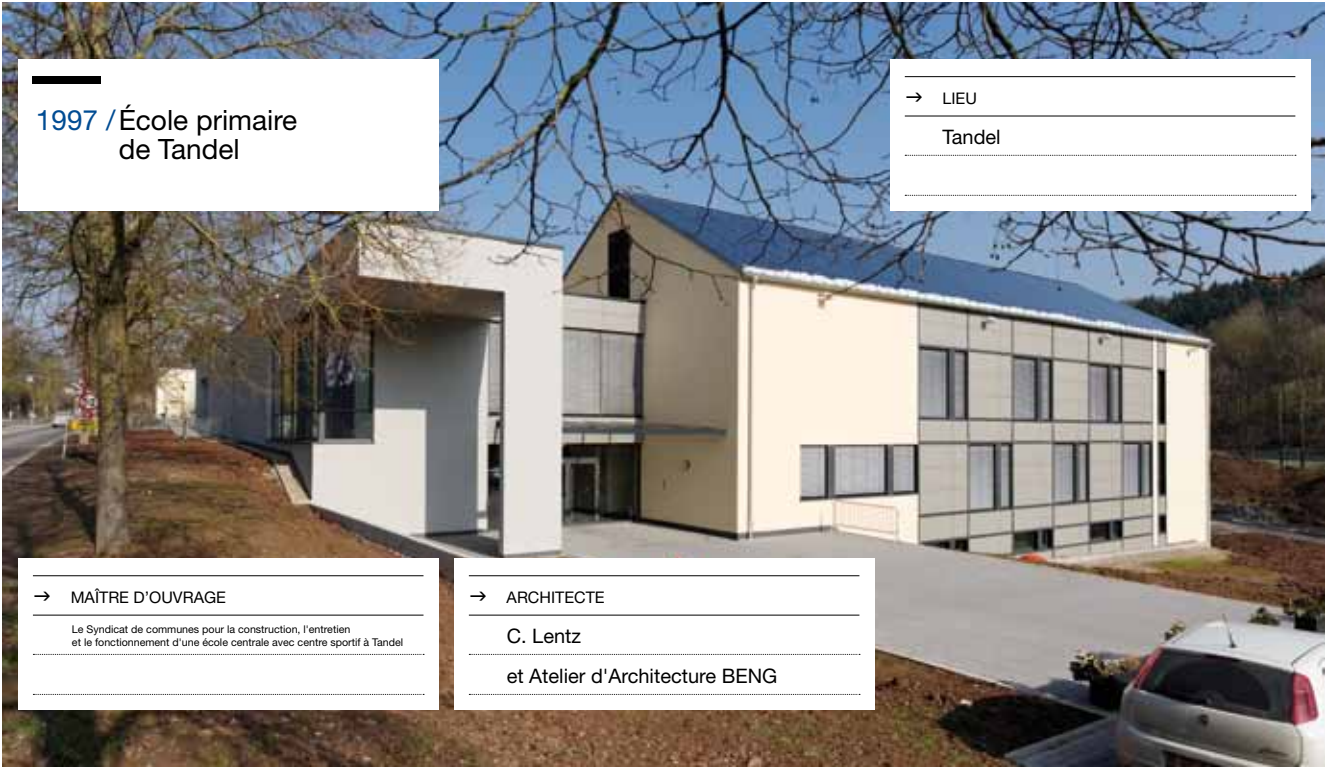 1997 / École primaire
de Tandel
→ LIEU
Tandel
→ MAÎTRE D'OUVRAGE
Le Syndicat de communes pour la construction, l'entretien
et le fonctionnement d'une école centrale avec centre sportif à Tandel
→ ARCHITECTE
C. Lentz
et Atelier d'Architecture BENG